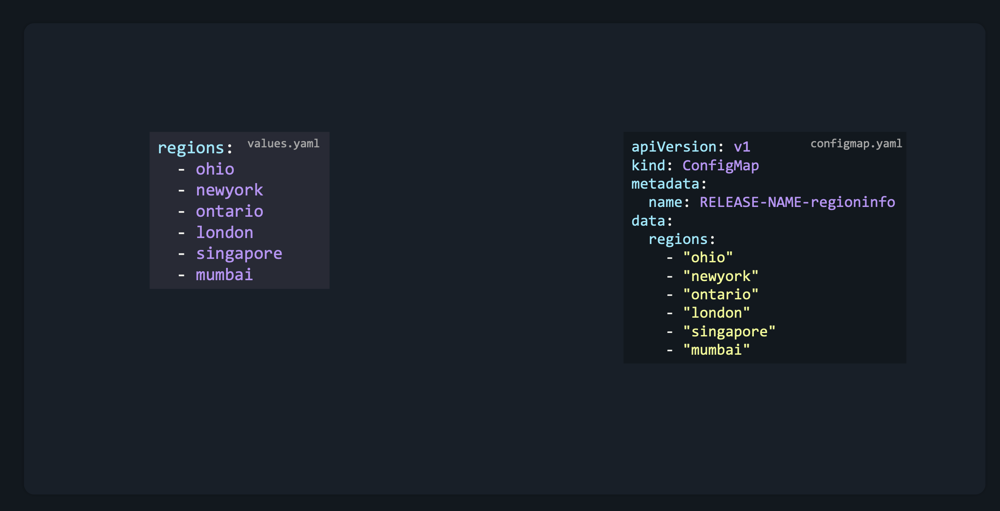 regions: values.yaml
  - ohio
  - newyork
  - ontario
  - london
  - singapore
  - mumbai
apiVersion: v1 configmap.yaml
kind: ConfigMap
metadata:
  name: RELEASE-NAME-regioninfo
data:
  regions:
    - "ohio"
    - "newyork"
    - "ontario"
    - "london"
    - "singapore"
    - "mumbai"